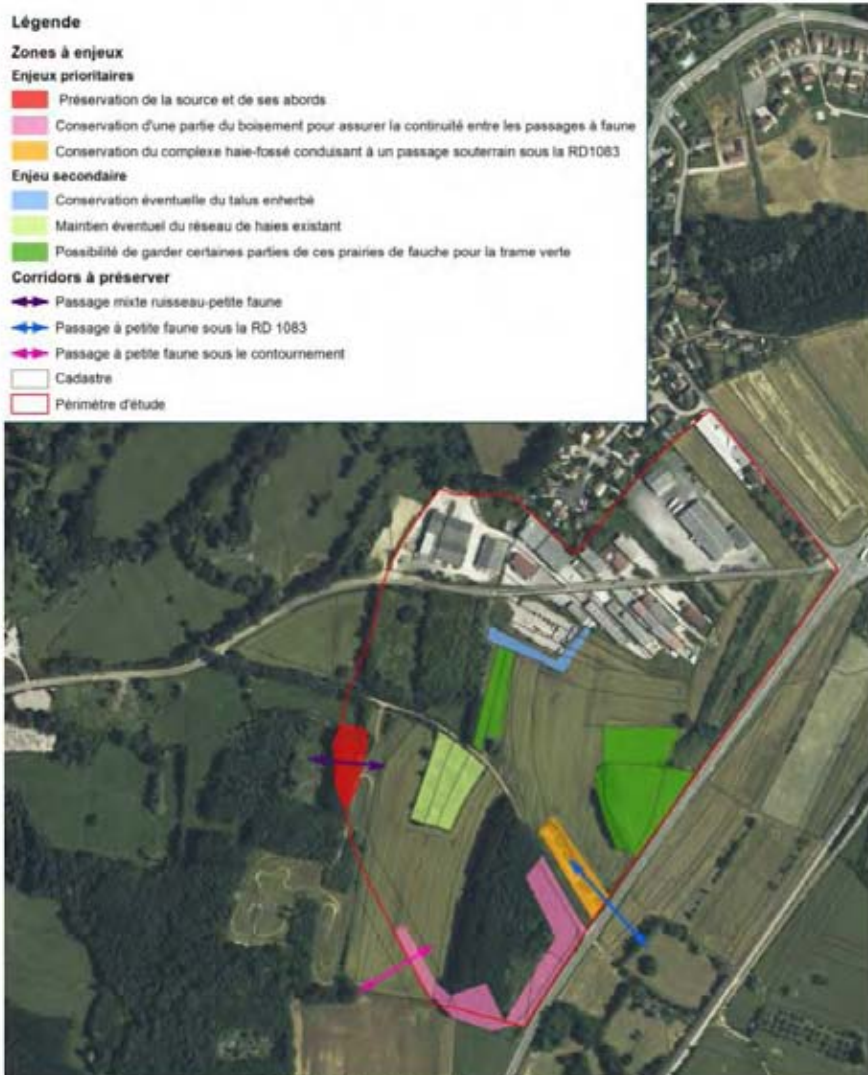 Légende
Zones à enjeux
Enjeux prioritaires
Préservation de la source et de ses abords
Conservation d'une partie du boisement pour assurer la continuité entre les passages à faune
Conservation du complexe haie-fossé conduisant à un passage souterrain sous la RD1083
Enjeu secondaire
Conservation éventuelle du talus enherbé
Maintien éventuel du réseau de haies existant
Possibilité de garder certaines parties de ces prairies de fauche pour la trame verte
Corridors à préserver
Passage mixte ruisseau-petite faune
Passage à petite faune sous la RD 1083
Passage à petite faune sous le contournement
Cadastre
Périmètre d'étude